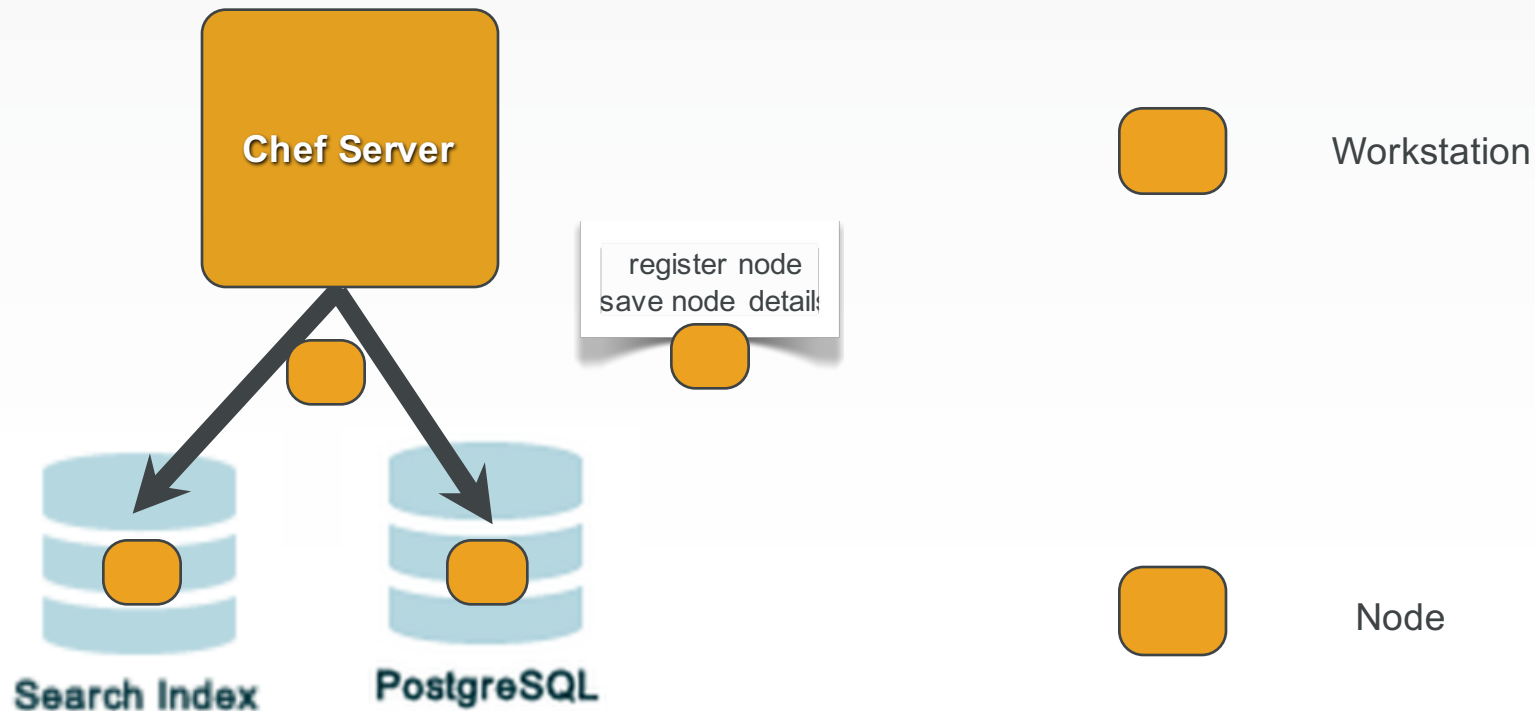 Chef Server
Workstation
register node
save node details
Node
Search Index
PostgreSQL